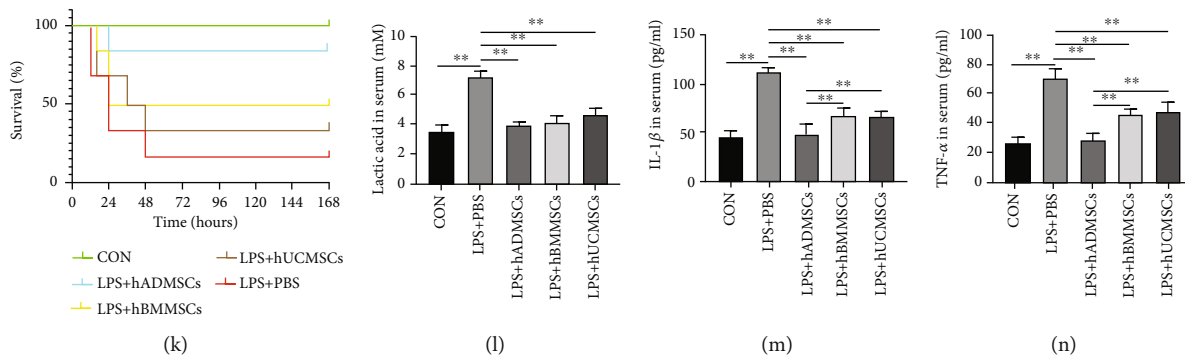 Survival (%)
100
50
0
0 24 48 72 96 120 144 168
Time (hours)
CON
LPS+hADMSCs
LPS+hBMMSCs
LPS+hUCMSCs
LPS+PBS
(k)
Lactic acid in serum (mM)
10
8
6
4
2
0
**
**
**
**
CON
LPS+PBS
LPS+hADMSCs
LPS+hBMMSCs
LPS+hUCMSCs
(l)
IL-1β in serum (pg/ml)
150
100
50
0
**
**
**
**
**
**
CON
LPS+PBS
LPS+hADMSCs
LPS+hBMMSCs
LPS+hUCMSCs
(m)
TNF-α in serum (pg/ml)
100
80
60
40
20
0
**
**
**
**
**
**
CON
LPS+PBS
LPS+hADMSCs
LPS+hBMMSCs
LPS+hUCMSCs
(n)